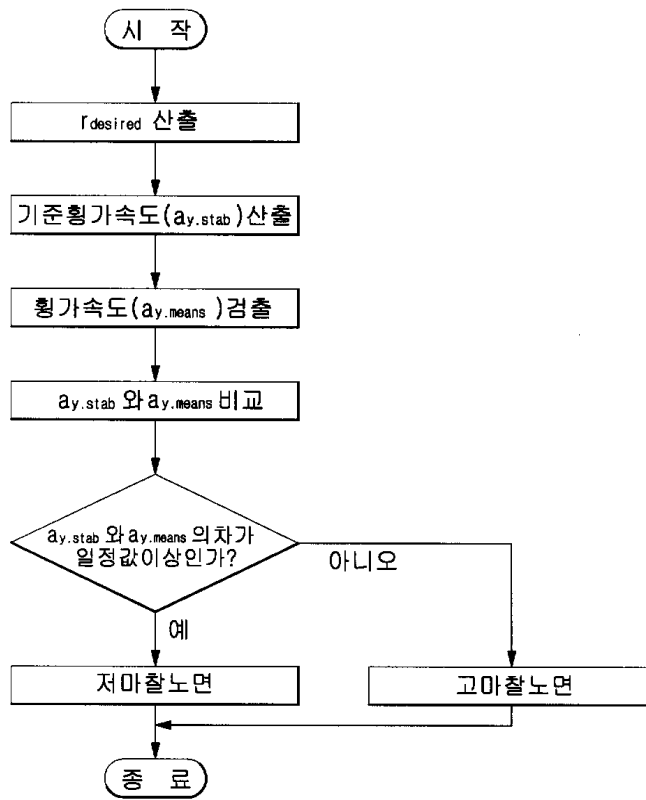 시 작
rdesired 산출
기준횡가속도(ay.stab)산출
횡가속도(ay.means)검출
ay.stab 와 ay.means 비교
ay.stab 와 ay.means 의차가
일정값이상인가?
아니오
예
저마찰노면
고마찰노면
종 료